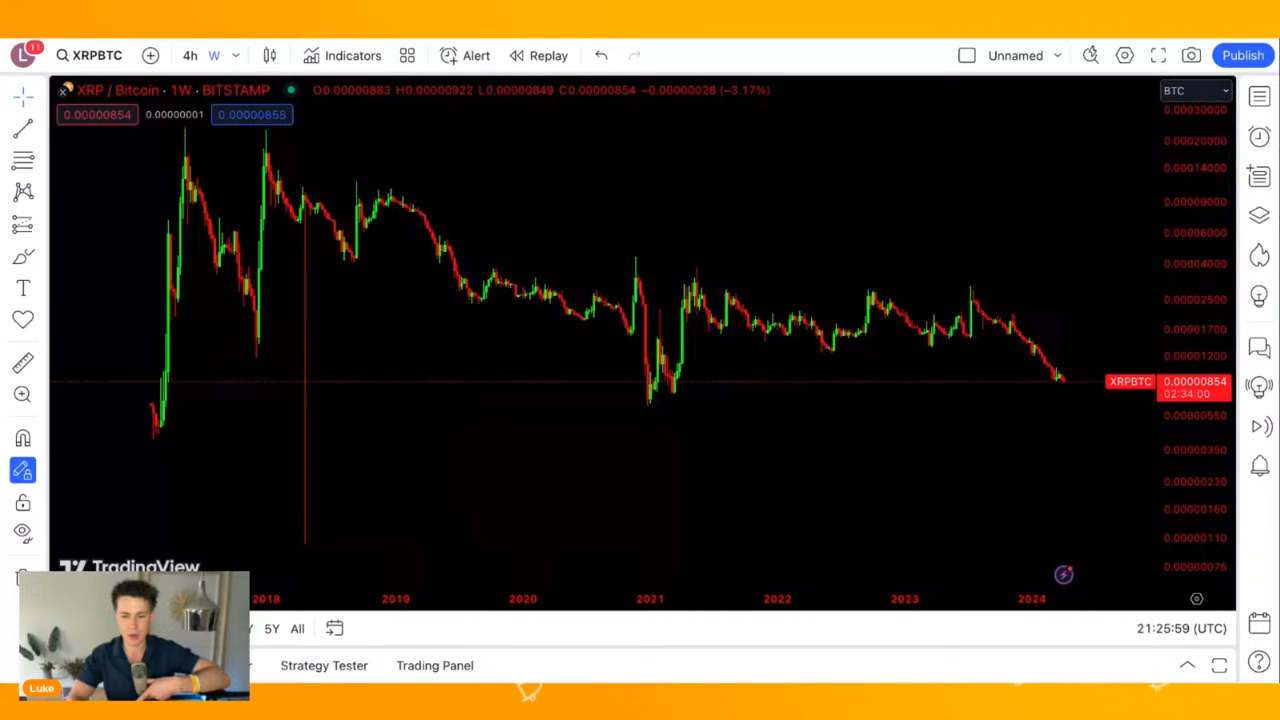 L 11 XRPBTC 4h W Indicators Alert Replay Unnamed Publish
XRP / Bitcoin · 1W · BITSTAMP O0.00000883 H0.00000922 L0.00000849 C0.00000854 −0.00000028 (−3.17%)
BTC
0.00000854 0.00000001 0.00000855
0.00030000
0.00020000
0.00014000
0.00009000
0.00006000
0.00004000
0.00002500
0.00001700
0.00001200
XRPBTC 0.00000854
02:34:00
0.00000550
0.00000350
0.00000230
0.00000160
0.00000110
0.00000075
TradingView
2018 2019 2020 2021 2022 2023 2024
5Y All 21:25:59 (UTC)
Strategy Tester Trading Panel
Luke